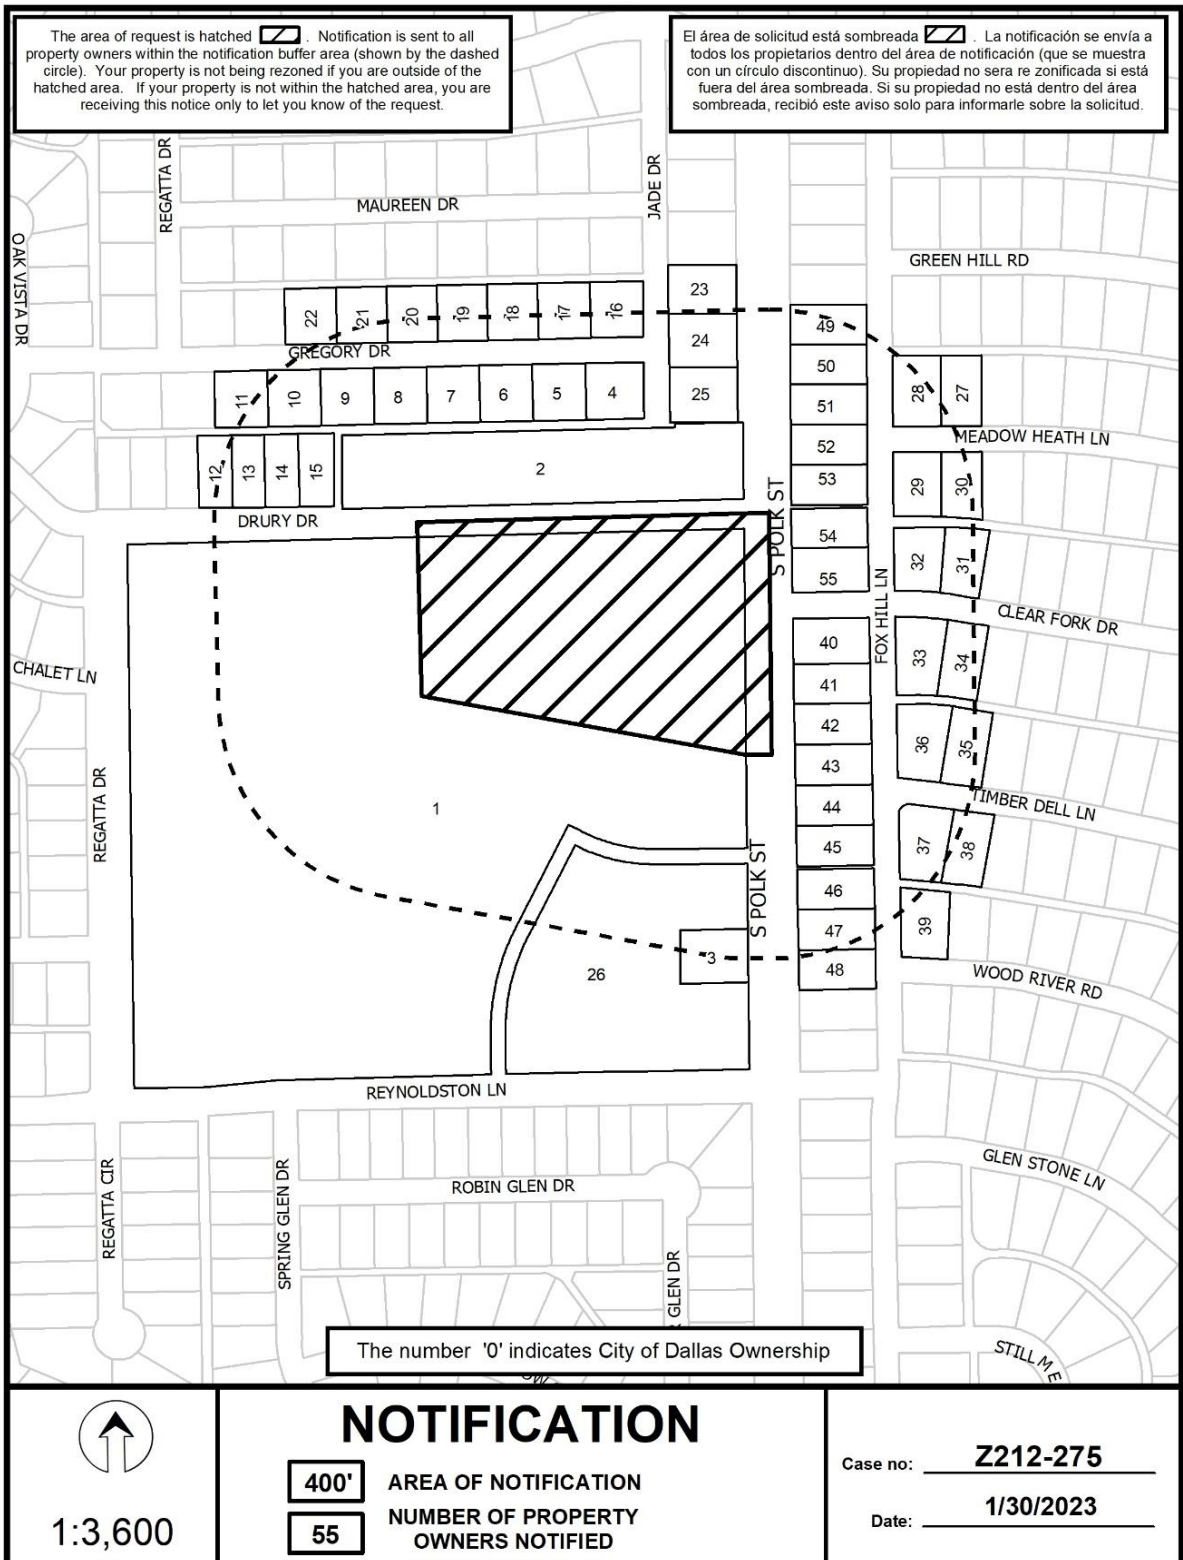 The area of request is hatched . Notification is sent to all
property owners within the notification buffer area (shown by the dashed
circle). Your property is not being rezoned if you are outside of the
hatched area. If your property is not within the hatched area, you are
receiving this notice only to let you know of the request.
El área de solicitud está sombreada . La notificación se envía a
todos los propietarios dentro del área de notificación (que se muestra
con un círculo discontinuo). Su propiedad no sera re zonificada si está
fuera del área sombreada. Si su propiedad no está dentro del área
sombreada, recibió este aviso solo para informarle sobre la solicitud.
REGATTA DR
MAUREEN DR
JADE DR
OAK VISTA DR
GREEN HILL RD
23
22
21
20
19
18
17
16
24
49
GREGORY DR
50
11
10
9
8
7
6
5
4
25
51
28
27
52
MEADOW HEATH LN
12
13
14
15
2
53
29
30
DRURY DR
S POLK ST
54
55
32
31
FOX HILL LN
CLEAR FORK DR
CHALET LN
40
41
33
34
42
43
36
35
REGATTA DR
1
44
TIMBER DELL LN
45
37
38
S POLK ST
46
47
39
3
26
48
WOOD RIVER RD
REYNOLDSTON LN
REGATTA CIR
SPRING GLEN DR
ROBIN GLEN DR
GLEN STONE LN
GLEN DR
The number '0' indicates City of Dallas Ownership
STILL ME
OW
1:3,600
NOTIFICATION
400' AREA OF NOTIFICATION
55 NUMBER OF PROPERTY
OWNERS NOTIFIED
Case no: Z212-275
Date: 1/30/2023